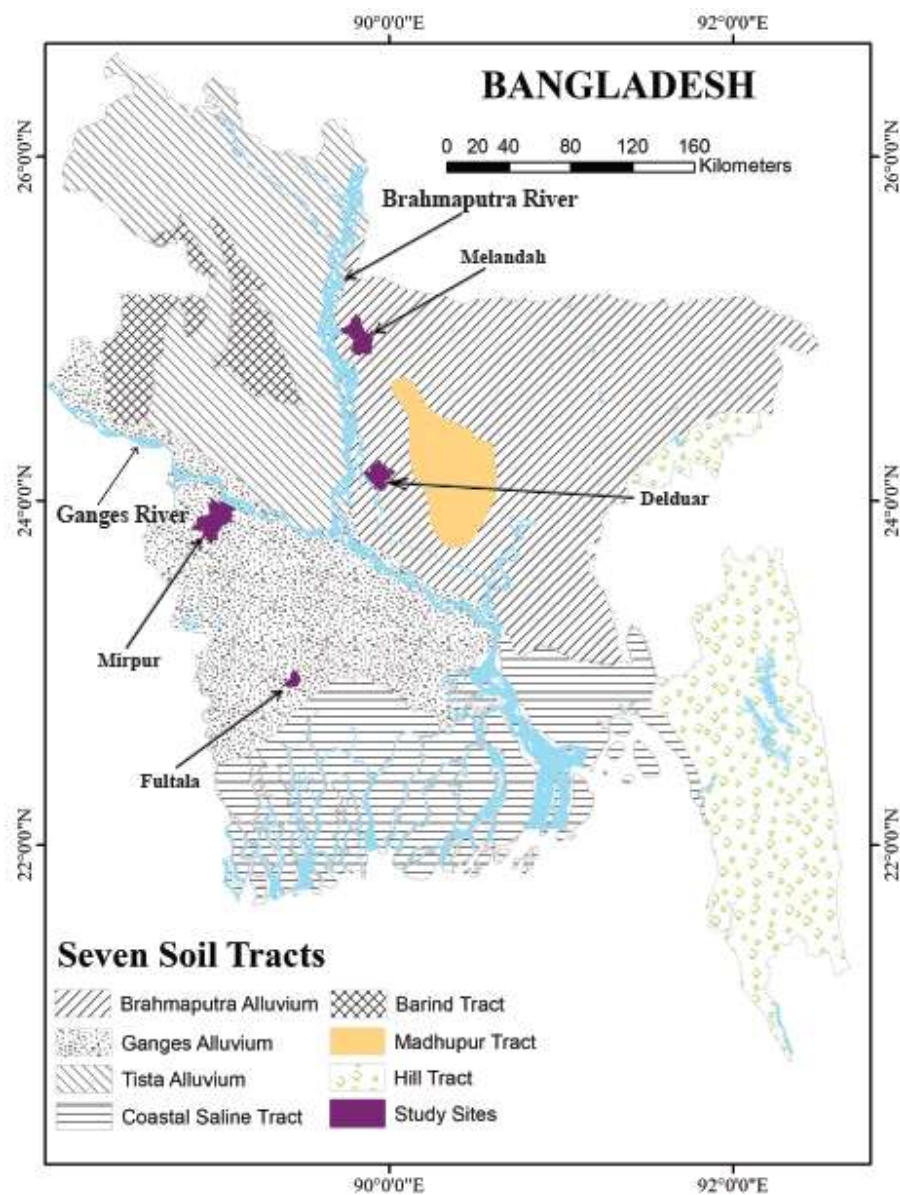 90°0'0"E 92°0'0"E
BANGLADESH
0 20 40 80 120 160
Kilometers
26°0'0"N 26°0'0"N
Brahmaputra River
Melandah
24°0'0"N 24°0'0"N
Delduar
Ganges River
Mirpur
Fultala
22°0'0"N 22°0'0"N
Seven Soil Tracts
Brahmaputra Alluvium Barind Tract
Ganges Alluvium Madhupur Tract
Tista Alluvium Hill Tract
Coastal Saline Tract Study Sites
90°0'0"E 92°0'0"E